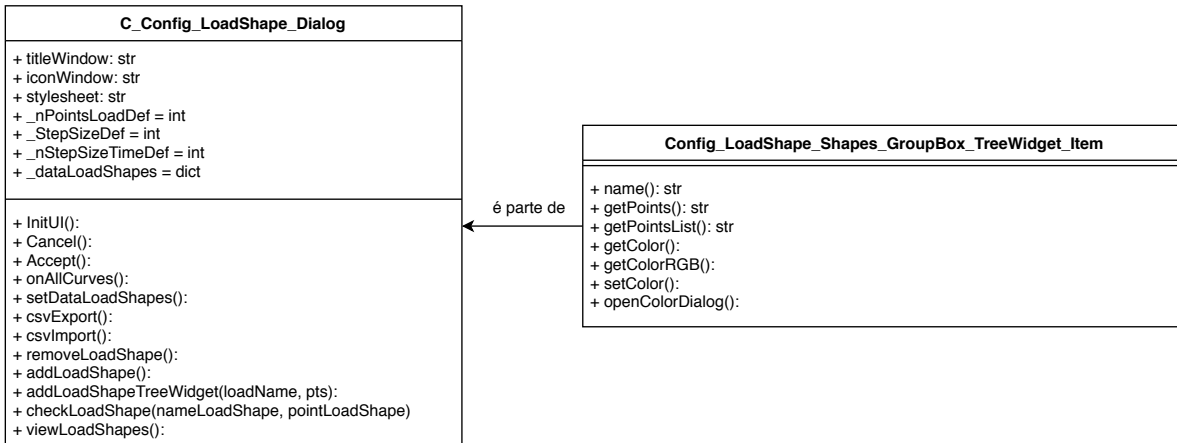 C_Config_LoadShape_Dialog
+ titleWindow: str
+ iconWindow: str
+ stylesheet: str
+ _nPointsLoadDef = int
+ _StepSizeDef = int
+ _nStepSizeTimeDef = int
+ _dataLoadShapes = dict
+ InitUI():
+ Cancel():
+ Accept():
+ onAllCurves():
+ setDataLoadShapes():
+ csvExport():
+ csvImport():
+ removeLoadShape():
+ addLoadShape():
+ addLoadShapeTreeWidget(loadName, pts):
+ checkLoadShape(nameLoadShape, pointLoadShape)
+ viewLoadShapes():
é parte de
Config_LoadShape_Shapes_GroupBox_TreeWidget_Item
+ name(): str
+ getPoints(): str
+ getPointsList(): str
+ getColor():
+ getColorRGB():
+ setColor():
+ openColorDialog():